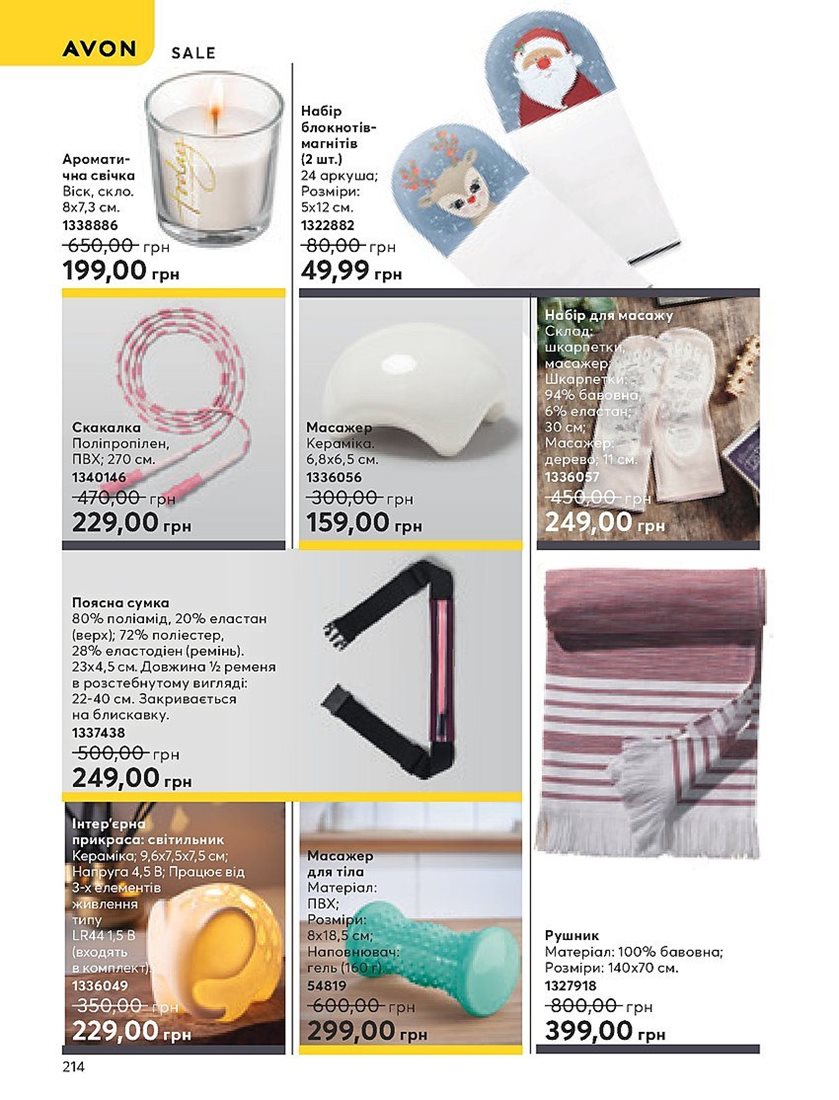 AVON
SALE
Аромати-
чна свічка
Віск, скло.
8x7,3 см.
1338886
650,00 грн
199,00 грн
Набір
блокнотів-
магнітів
(2 шт.)
24 аркуша;
Розміри:
5x12 см.
1322882
80,00 грн
49,99 грн
Скакалка
Поліпропілен,
ПВХ; 270 см.
1340146
470,00 грн
229,00 грн
Масажер
Кераміка.
6,8x6,5 см.
1336056
300,00 грн
159,00 грн
Набір для масажу
Склад:
шкарпетки,
масажер;
Шкарпетки:
94% бавовна,
6% еластан;
30 см;
Масажер:
дерево; 11 см.
1336057
450,00 грн
249,00 грн
Поясна сумка
80% поліамід, 20% еластан
(верх); 72% поліестер,
28% еластодіен (ремінь).
23x4,5 см. Довжина ½ ременя
в розстебнутому вигляді:
22-40 см. Закривається
на блискавку.
1337438
500,00 грн
249,00 грн
Інтер’єрна
прикраса: світильник
Кераміка; 9,6x7,5x7,5 см;
Напруга 4,5 В; Працює від
3-х елементів
живлення
типу
LR44 1,5 В
(входять
в комплект).
1336049
350,00 грн
229,00 грн
Масажер
для тіла
Матеріал:
ПВХ;
Розміри:
8x18,5 см;
Наповнювач:
гель (160 г)
54819
600,00 грн
299,00 грн
Рушник
Матеріал: 100% бавовна;
Розміри: 140x70 см.
1327918
800,00 грн
399,00 грн
214